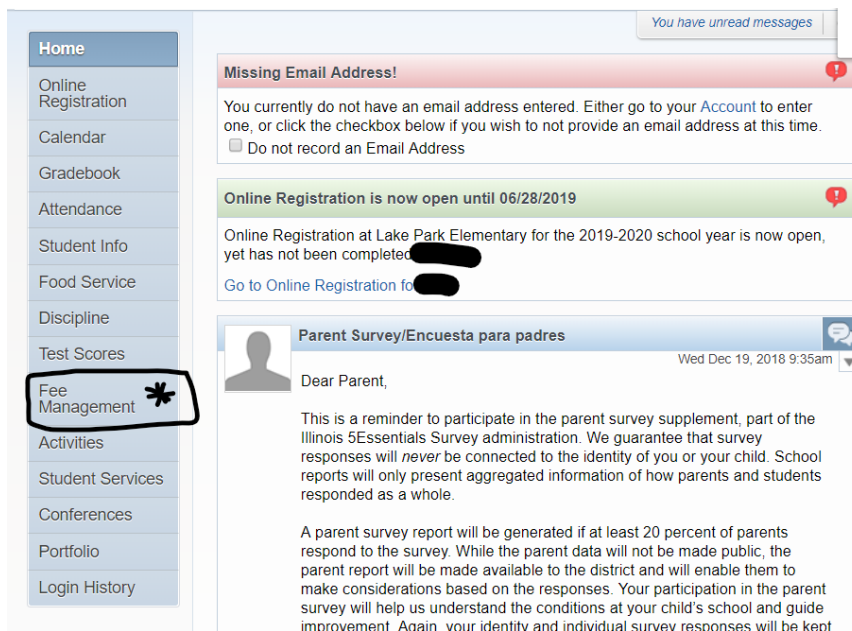 You have unread messages
Home
Online
Registration
Calendar
Gradebook
Attendance
Student Info
Food Service
Discipline
Test Scores
Fee
Management
Activities
Student Services
Conferences
Portfolio
Login History
Missing Email Address!
You currently do not have an email address entered. Either go to your Account to enter
one, or click the checkbox below if you wish to not provide an email address at this time.
Do not record an Email Address
Online Registration is now open until 06/28/2019
Online Registration at Lake Park Elementary for the 2019-2020 school year is now open,
yet has not been completed
Go to Online Registration fo
Parent Survey/Encuesta para padres
Wed Dec 19, 2018 9:35am
Dear Parent,
This is a reminder to participate in the parent survey supplement, part of the
Illinois 5Essentials Survey administration. We guarantee that survey
responses will never be connected to the identity of you or your child. School
reports will only present aggregated information of how parents and students
responded as a whole.
A parent survey report will be generated if at least 20 percent of parents
respond to the survey. While the parent data will not be made public, the
parent report will be made available to the district and will enable them to
make considerations based on the responses. Your participation in the parent
survey will help us understand the conditions at your child's school and guide
improvement. Again, your identity and individual survey responses will be kept